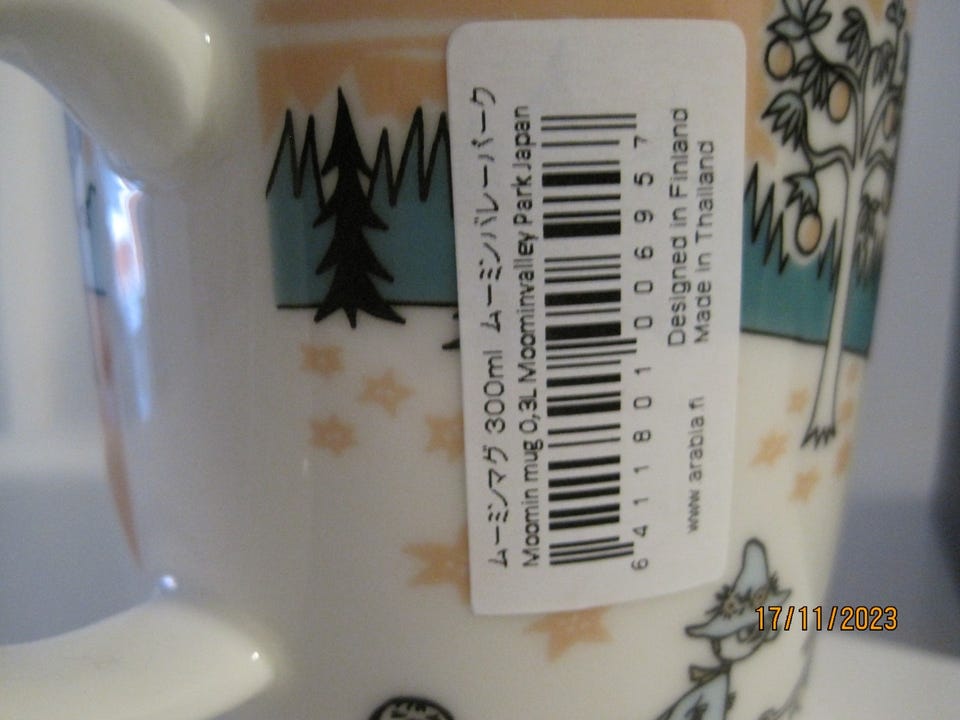 ムーミンマグ 300ml ムーミンバレーパーク
Moomin mug 0,3L Moominvalley Park Japan
6 411801 006957
www.arabia.fi
Designed in Finland
Made in Thailand
17/11/2023